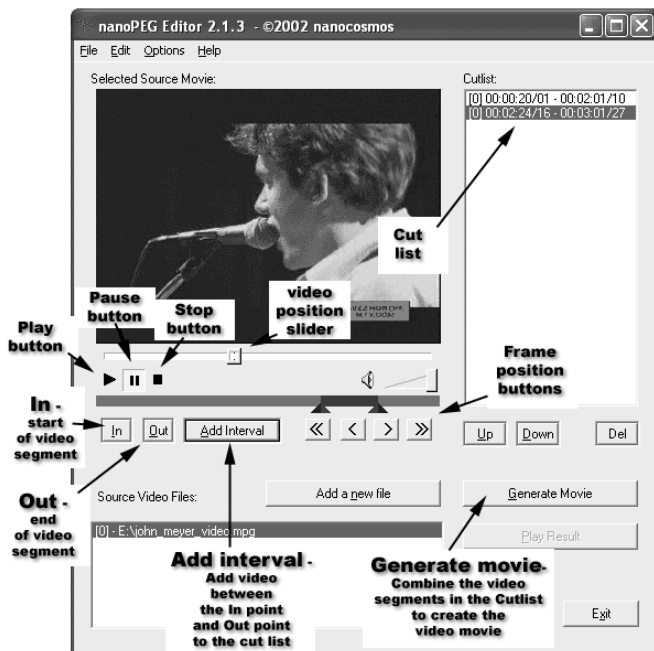 nanoPEG Editor 2.1.3 - ©2002 nanocosmos
File Edit Options Help
Selected Source Movie:
Cutlist:
[0] 00:00:20/01 - 00:02:01/10
[0] 00:02:24/16 - 00:03:01/27
Cut
list
Pause
button
Stop
button
video
position
slider
Play
button
Frame
position
buttons
In -
start
of video
segment
In
Out
Add Interval
Up
Down
Del
Out -
end
of video
segment
Source Video Files:
Add a new file
Generate Movie
[0] - E:\john_meyer_video.mpg
Play Result
Add interval -
Add video
between
the In point
and Out point
to the cut list
Generate movie-
Combine the video
segments in the Cutlist
to create the
video movie
Exit